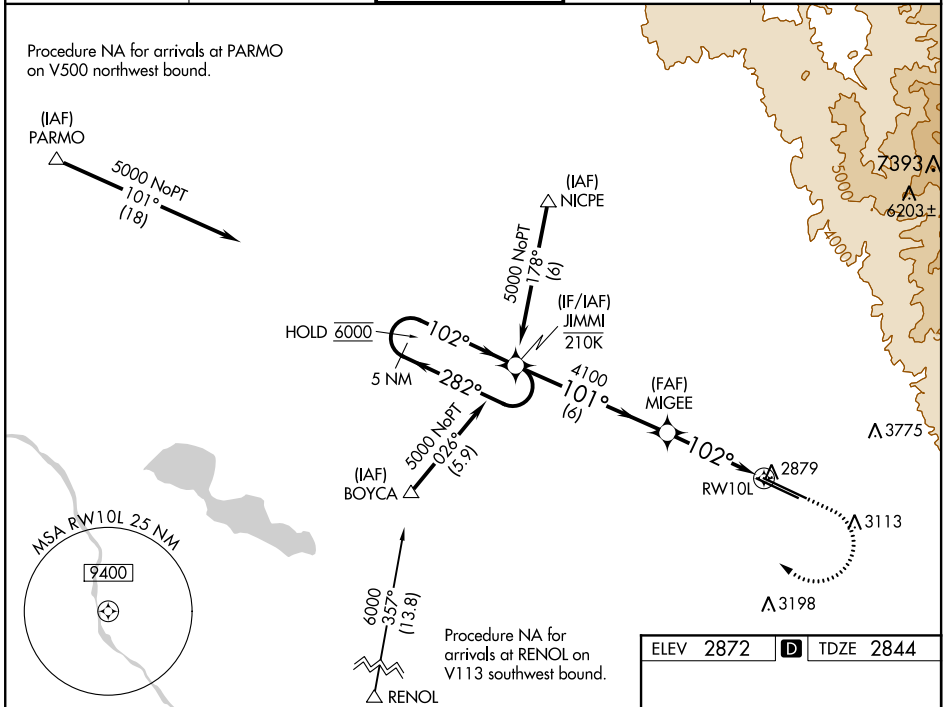 Procedure NA for arrivals at PARMO
on V500 northwest bound.
(IAF)
PARMO
5000 NoPT
101°
(18)
(IAF)
NICPE
5000 NoPT
178°
(6)
(IF/IAF)
JIMMI
210K
HOLD 6000
102°
5 NM
282°
4100
101°
(6)
(FAF)
MIGEE
102°
5000 NoPT
026°
(5.9)
(IAF)
BOYCA
RW10L
2879
3775
3113
3198
7393
6203±
5000
4000
MSA RW10L 25 NM
9400
6000
357°
(13.8)
RENOL
Procedure NA for
arrivals at RENOL on
V113 southwest bound.
ELEV 2872 D TDZE 2844